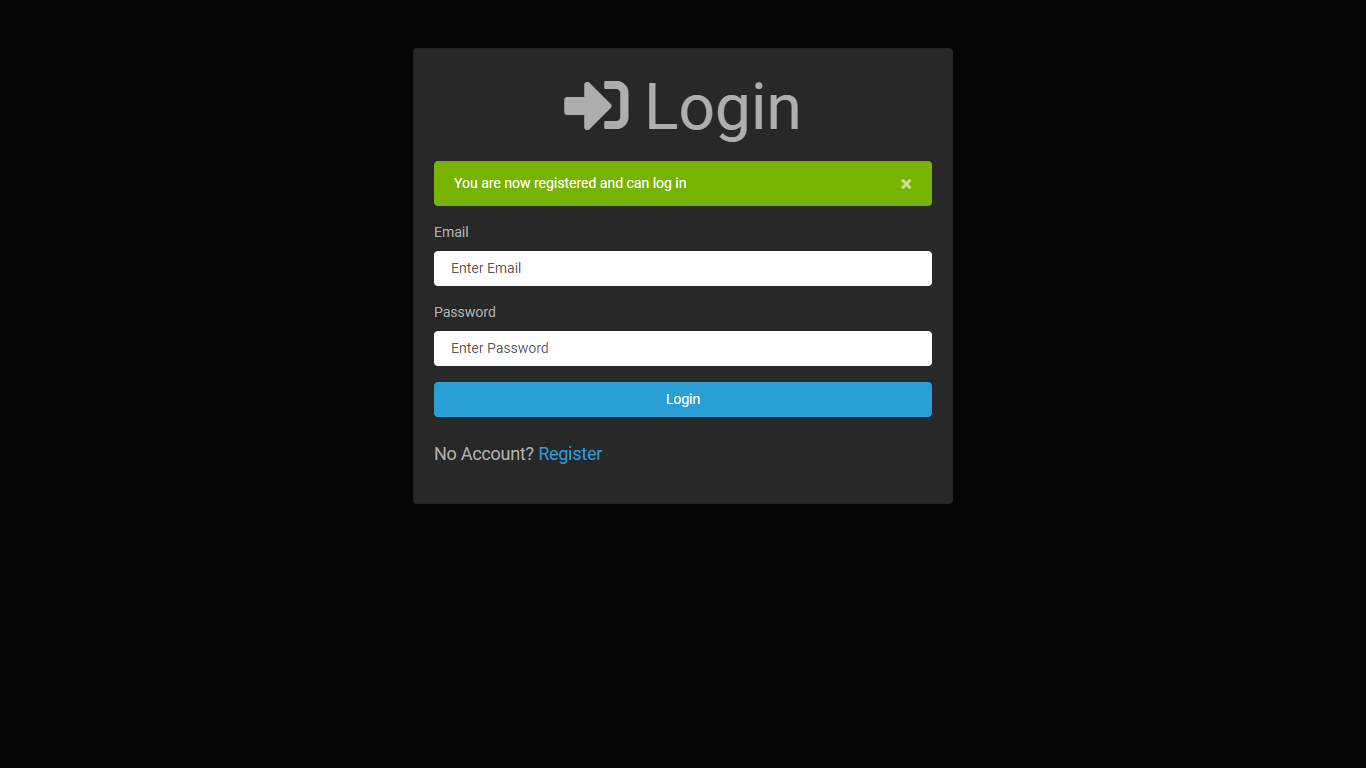 Login
You are now registered and can log in ×
Email
Enter Email
Password
Enter Password
Login
No Account? Register